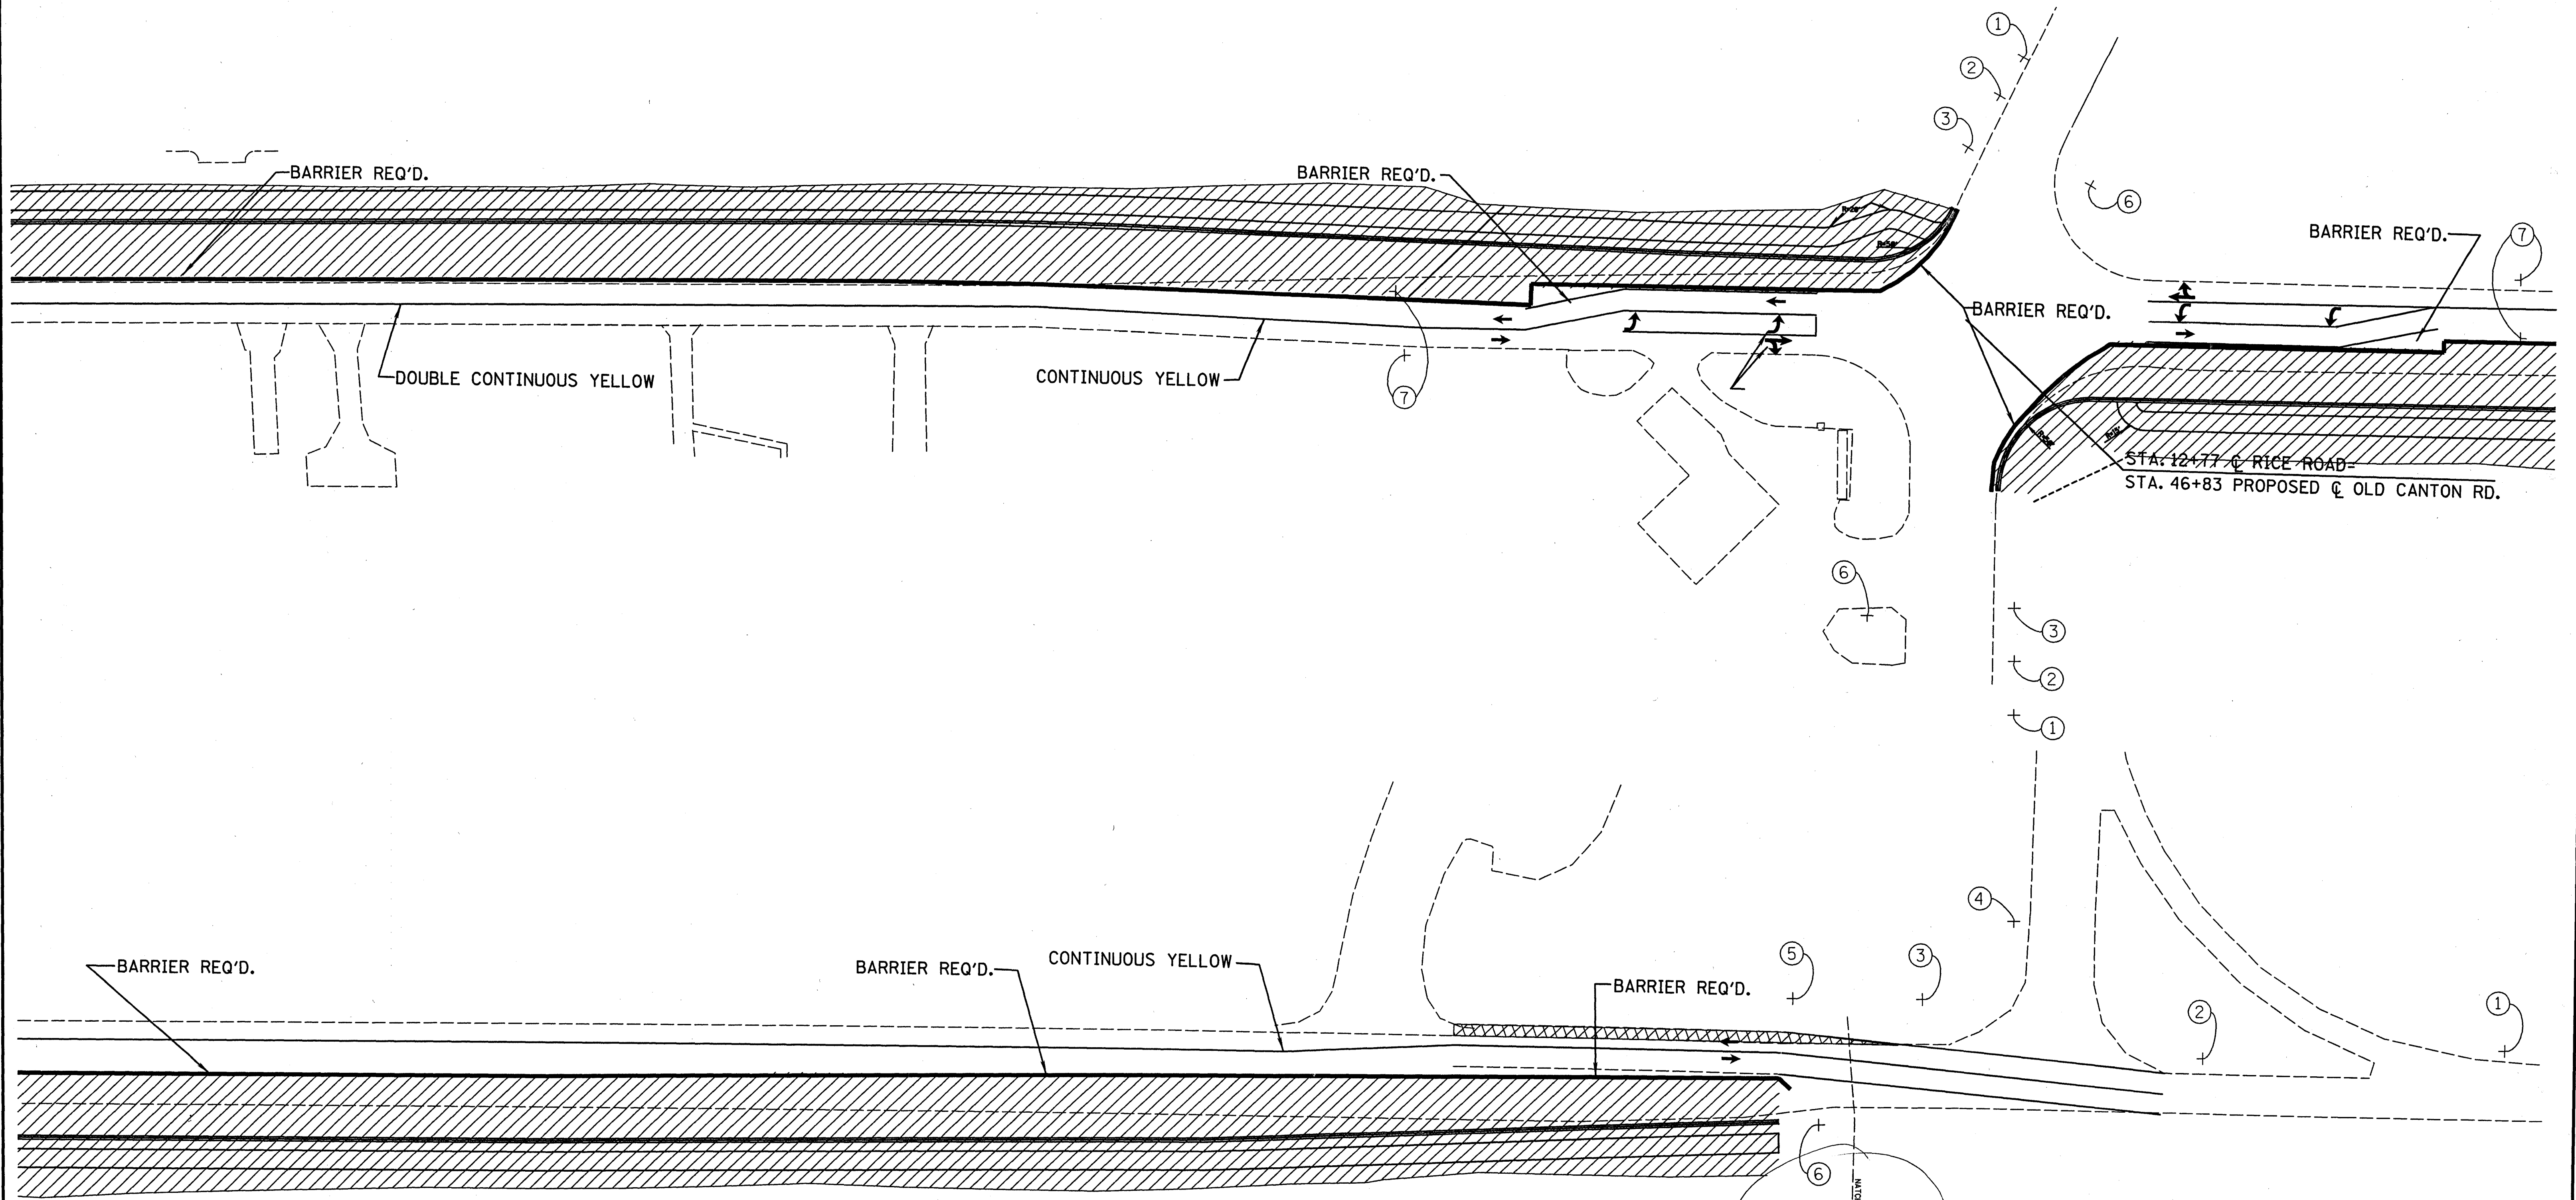 1
2
3
6
7
BARRIER REQ'D.
BARRIER REQ'D.
BARRIER REQ'D.
BARRIER REQ'D.
DOUBLE CONTINUOUS YELLOW
CONTINUOUS YELLOW
7
STA. 12+77 ℄ RICE ROAD=
STA. 46+83 PROPOSED ℄ OLD CANTON RD.
6
3
2
1
4
5
3
2
1
BARRIER REQ'D.
BARRIER REQ'D.
CONTINUOUS YELLOW
BARRIER REQ'D.
6